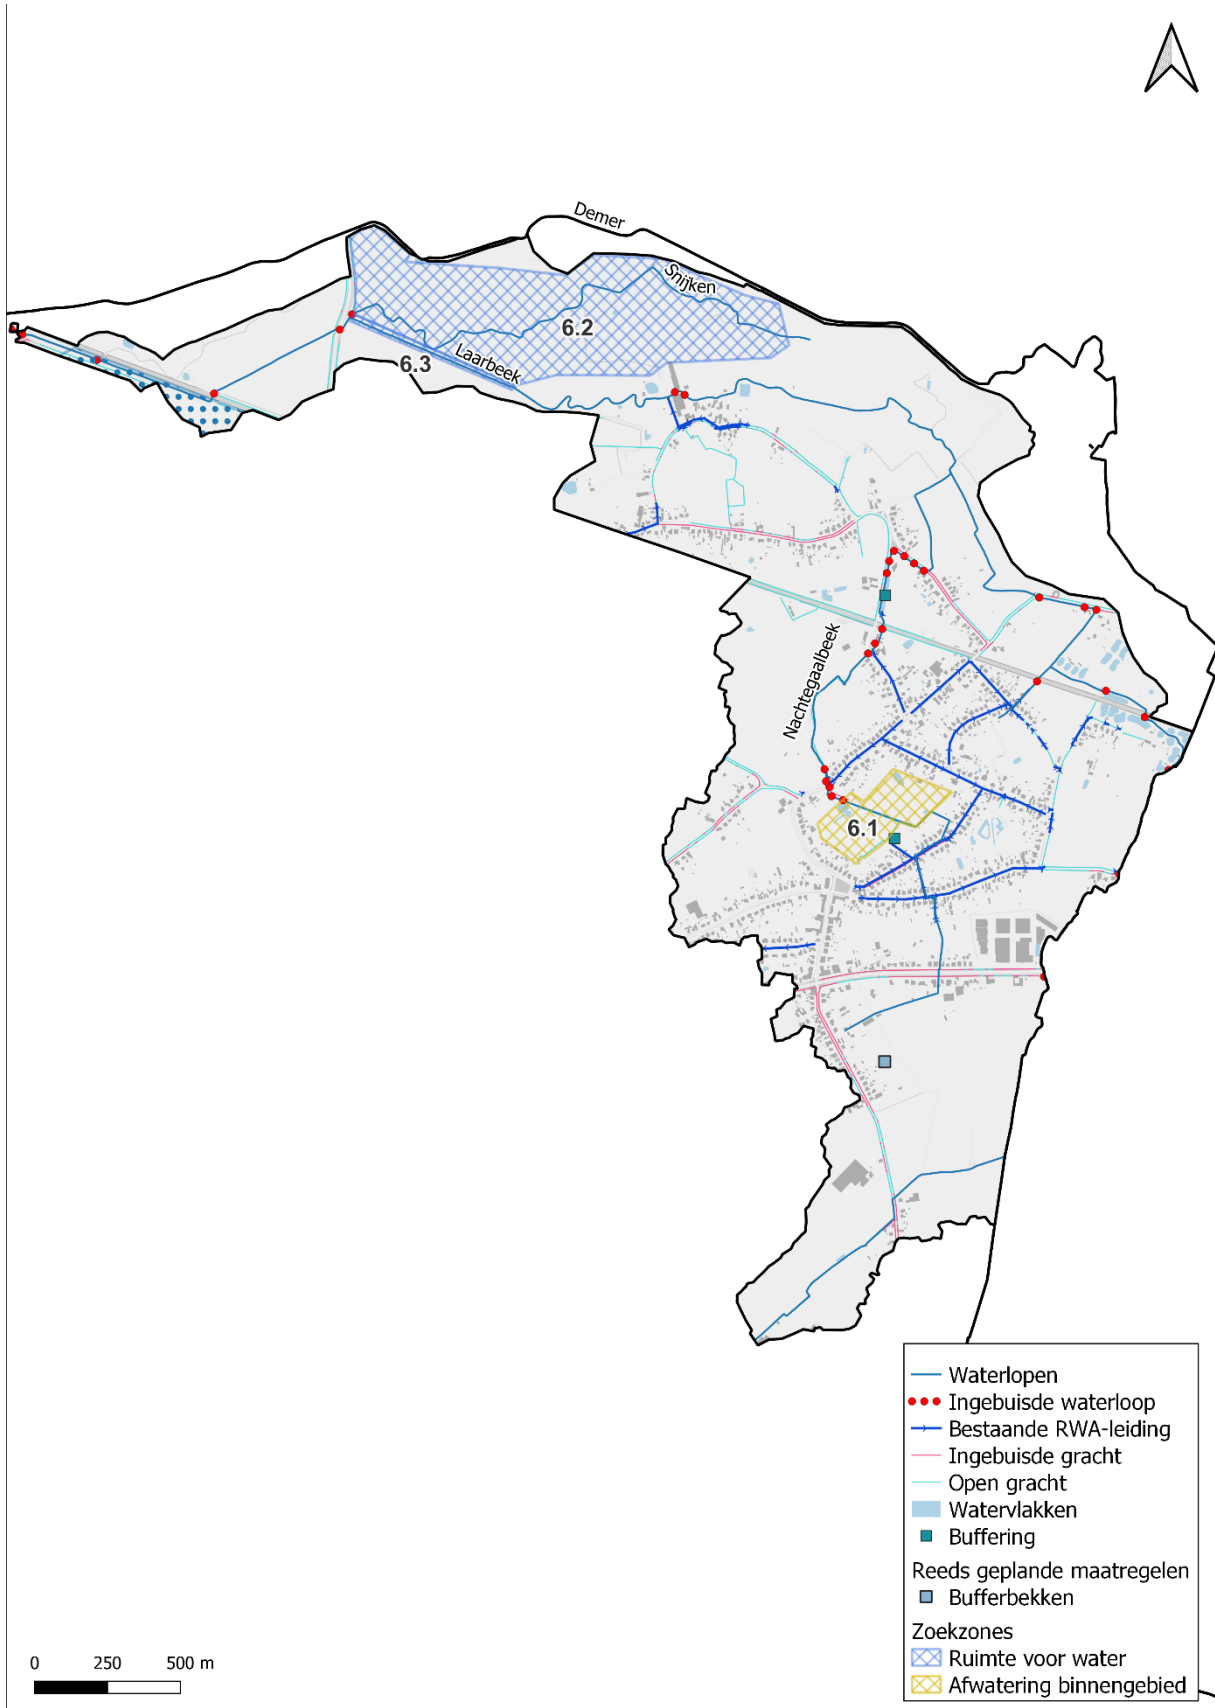 Demer
Snijken
6.2
Laarbeek
6.3
Nachtegaalbeek
6.1
Waterlopen
Ingebuisde waterloop
Bestaande RWA-leiding
Ingebuisde gracht
Open gracht
Watervlakken
Buffering
Reeds geplande maatregelen
Bufferbekken
Zoekzones
Ruimte voor water
Afwatering binnengebied
0 250 500 m